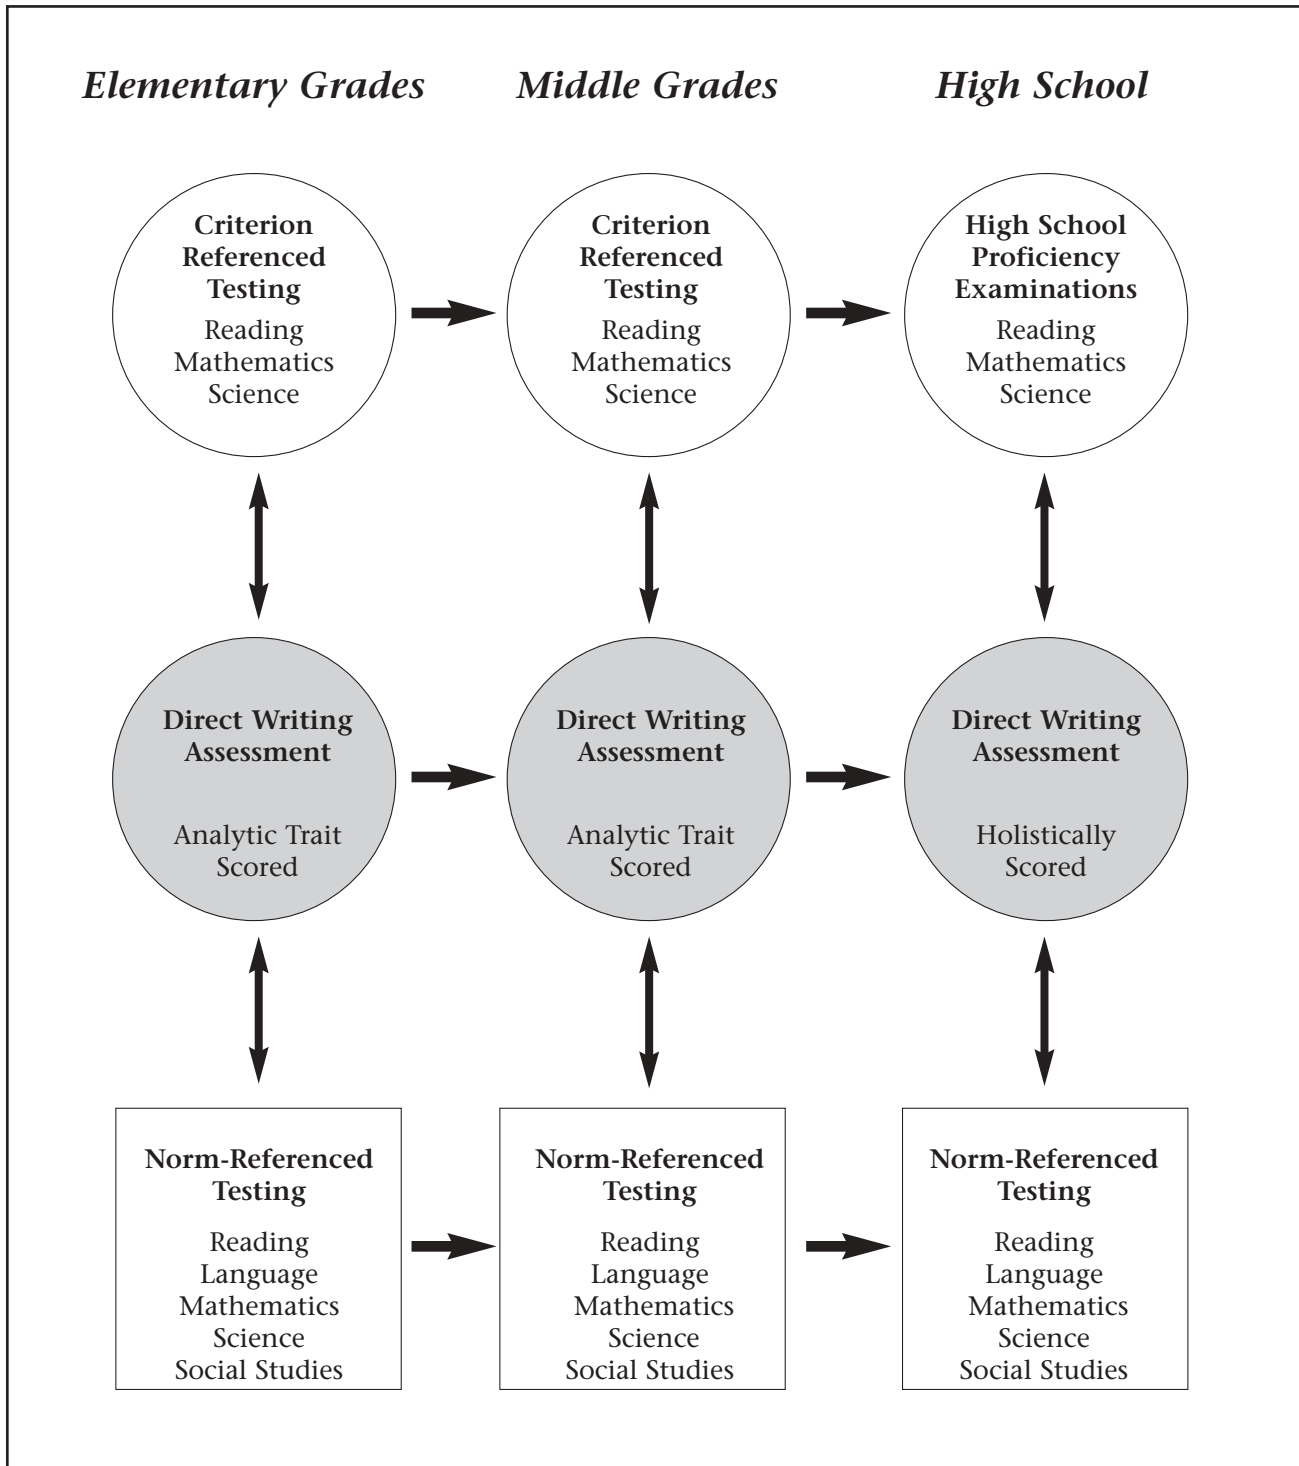 Elementary Grades
Middle Grades
High School
Criterion
Referenced
Testing
Reading
Mathematics
Science
Criterion
Referenced
Testing
Reading
Mathematics
Science
High School
Proficiency
Examinations
Reading
Mathematics
Science
Direct Writing
Assessment
Analytic Trait
Scored
Direct Writing
Assessment
Analytic Trait
Scored
Direct Writing
Assessment
Holistically
Scored
Norm-Referenced
Testing
Reading
Language
Mathematics
Science
Social Studies
Norm-Referenced
Testing
Reading
Language
Mathematics
Science
Social Studies
Norm-Referenced
Testing
Reading
Language
Mathematics
Science
Social Studies